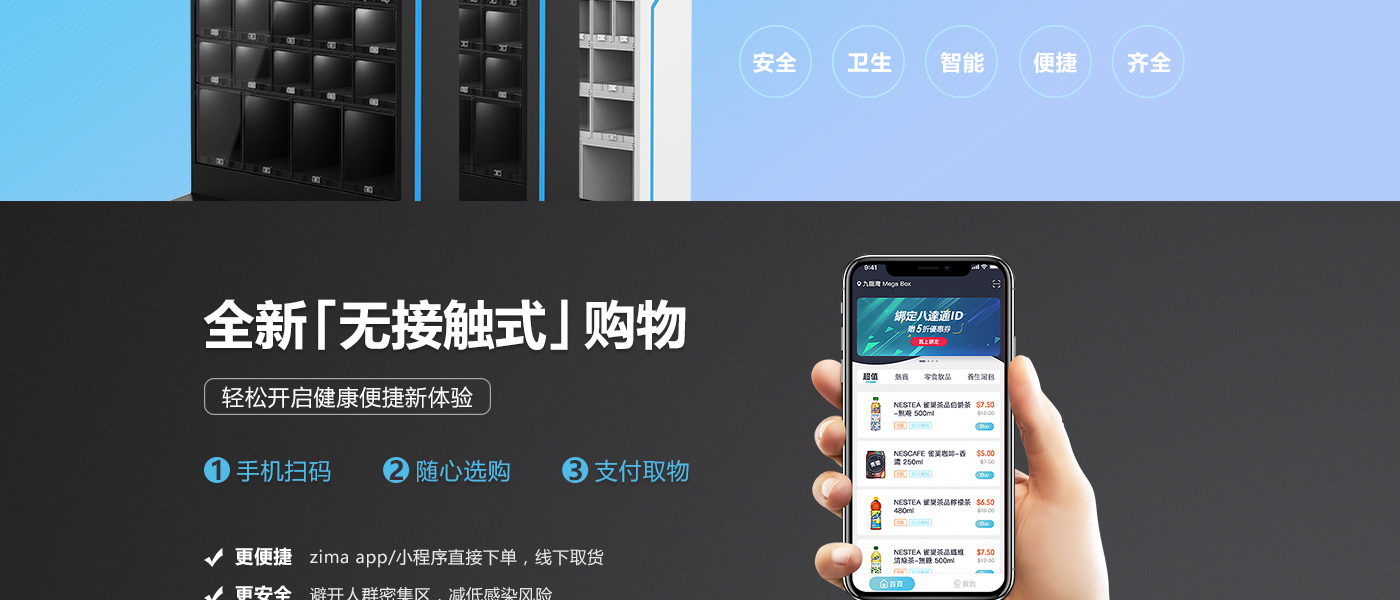 安全 卫生 智能 便捷 齐全
全新「无接触式」购物
轻松开启健康便捷新体验
1 手机扫码 2 随心选购 3 支付取物
更便捷 zima app/小程序直接下单，线下取货
更安全 避开人群密集区，减低感染风险
9:41
九龍灣 Mega Box
綁定八達通ID
贈5折優惠券
馬上綁定
超值 熱賣 零食飲品 養生湯包
NESTEA 雀巢茶品伯爵茶 $7.50
-無糖 500ml $12.00
Buy
NESCAFE 雀巢咖啡-香 $5.00
濃 250ml $7.00
Buy
NESTEA 雀巢茶品檸檬茶 $6.50
480ml $10.00
Buy
NESTEA 雀巢茶品纖維 $7.50
清綠茶-無糖 500ml $12.00
首頁 我的